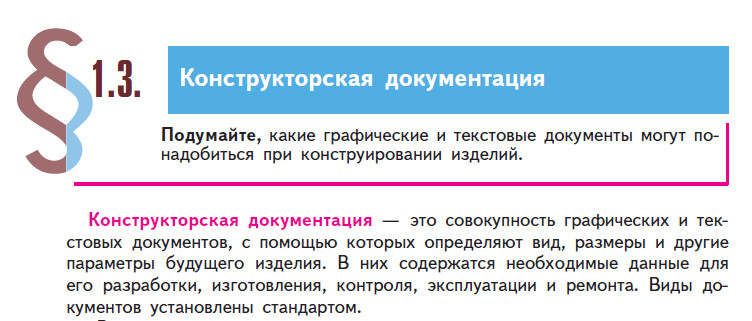 § 1.3.
Конструкторская документация
Подумайте, какие графические и текстовые документы могут по-
надобиться при конструировании изделий.
Конструкторская документация — это совокупность графических и тек-
стовых документов, с помощью которых определяют вид, размеры и другие
параметры будущего изделия. В них содержатся необходимые данные для
его разработки, изготовления, контроля, эксплуатации и ремонта. Виды до-
кументов установлены стандартом.